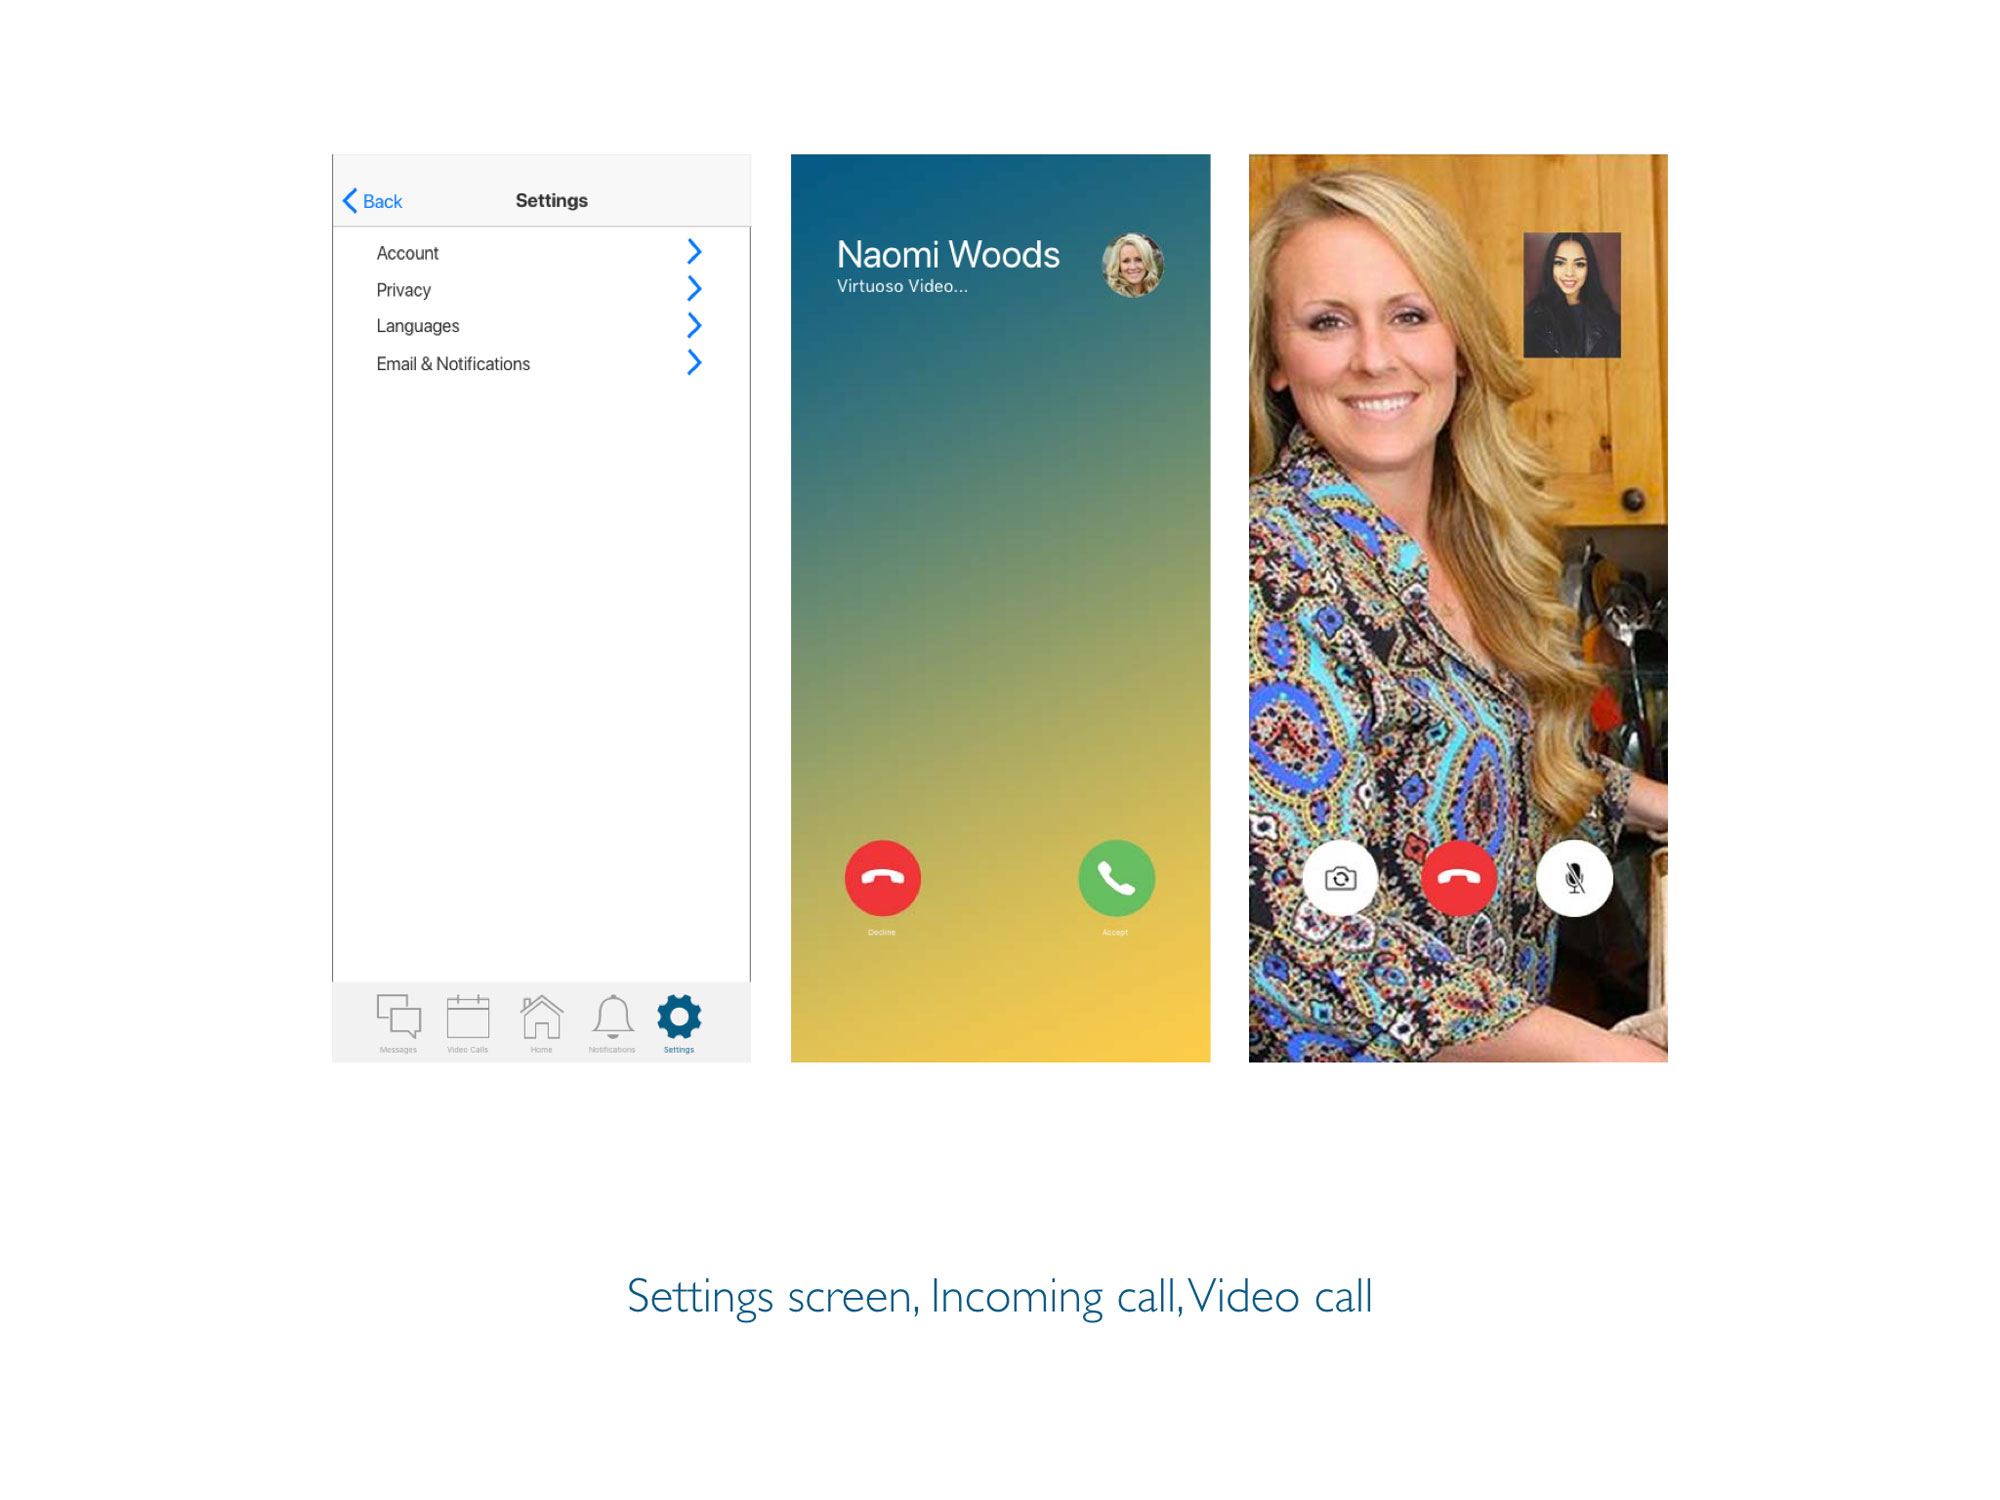 Back
Settings
Account
Privacy
Languages
Email & Notifications
Messages
Video Calls
Home
Notifications
Settings
Naomi Woods
Virtuoso Video...
Decline
Accept
Settings screen, Incoming call, Video call